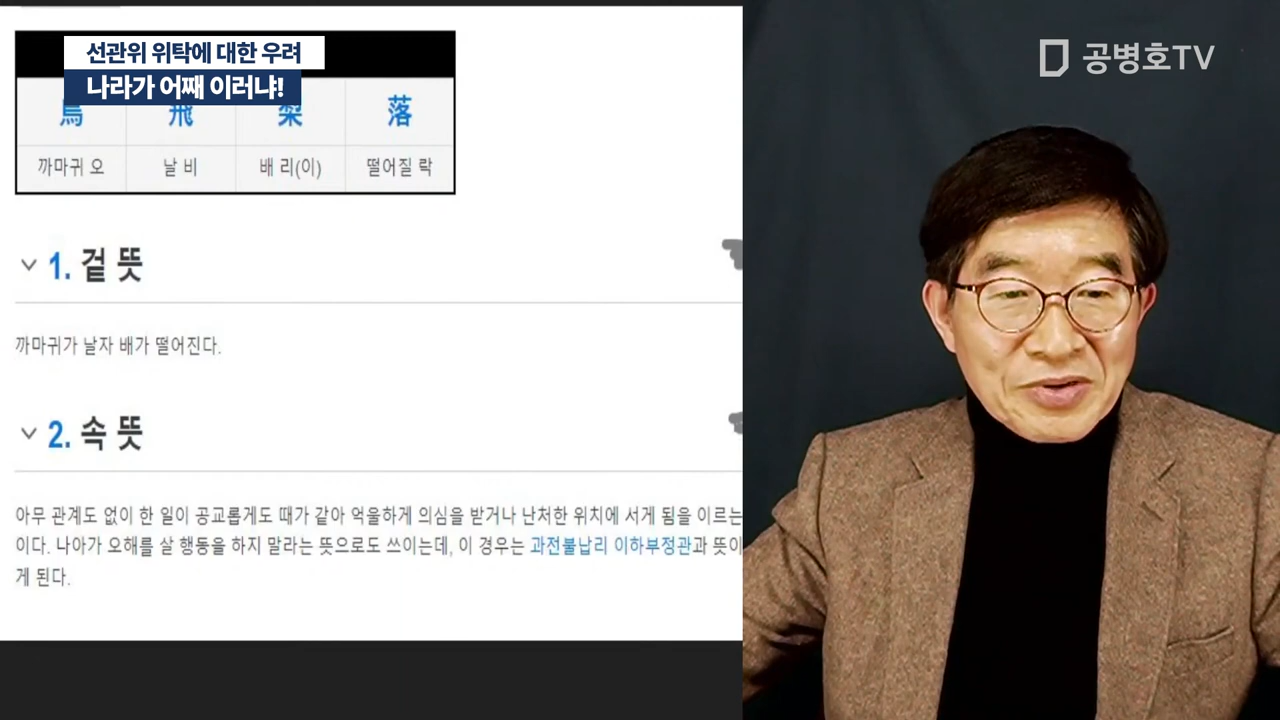 선관위 위탁에 대한 우려
나라가 어째 이러냐!
공병호TV
烏 飛 梨 落
까마귀 오 날 비 배 리(이) 떨어질 락
1. 겉 뜻
까마귀가 날자 배가 떨어진다.
2. 속 뜻
아무 관계도 없이 한 일이 공교롭게도 때가 같아 억울하게 의심을 받거나 난처한 위치에 서게 됨을 이르는
이다. 나아가 오해를 살 행동을 하지 말라는 뜻으로도 쓰이는데, 이 경우는 과전불납리 이하부정관과 뜻이
게 된다.